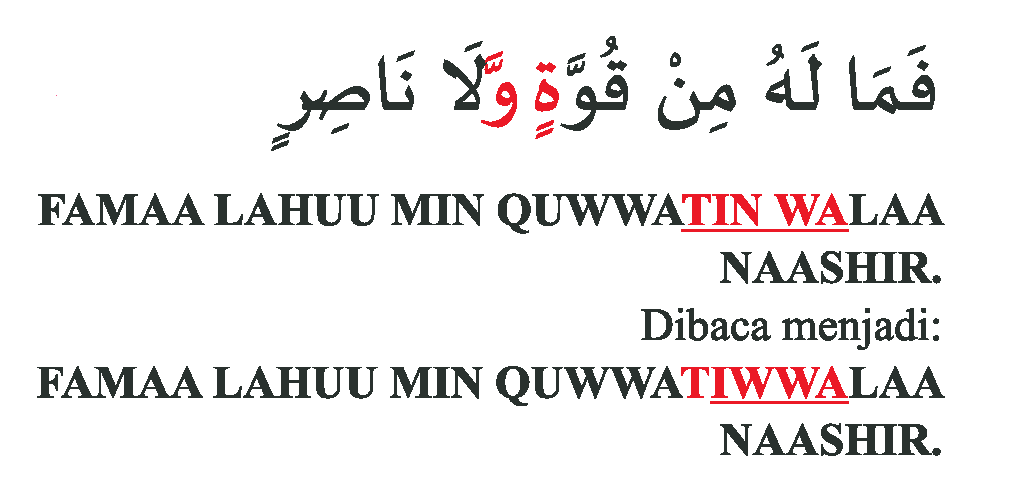 فَمَا لَهُ مِنْ قُوَّةٍ وَّلَا نَاصِرٍ
FAMAA LAHUU MIN QUWWATIN WALAA
NAASHIR.
Dibaca menjadi:
FAMAA LAHUU MIN QUWWATIWWALAA
NAASHIR.